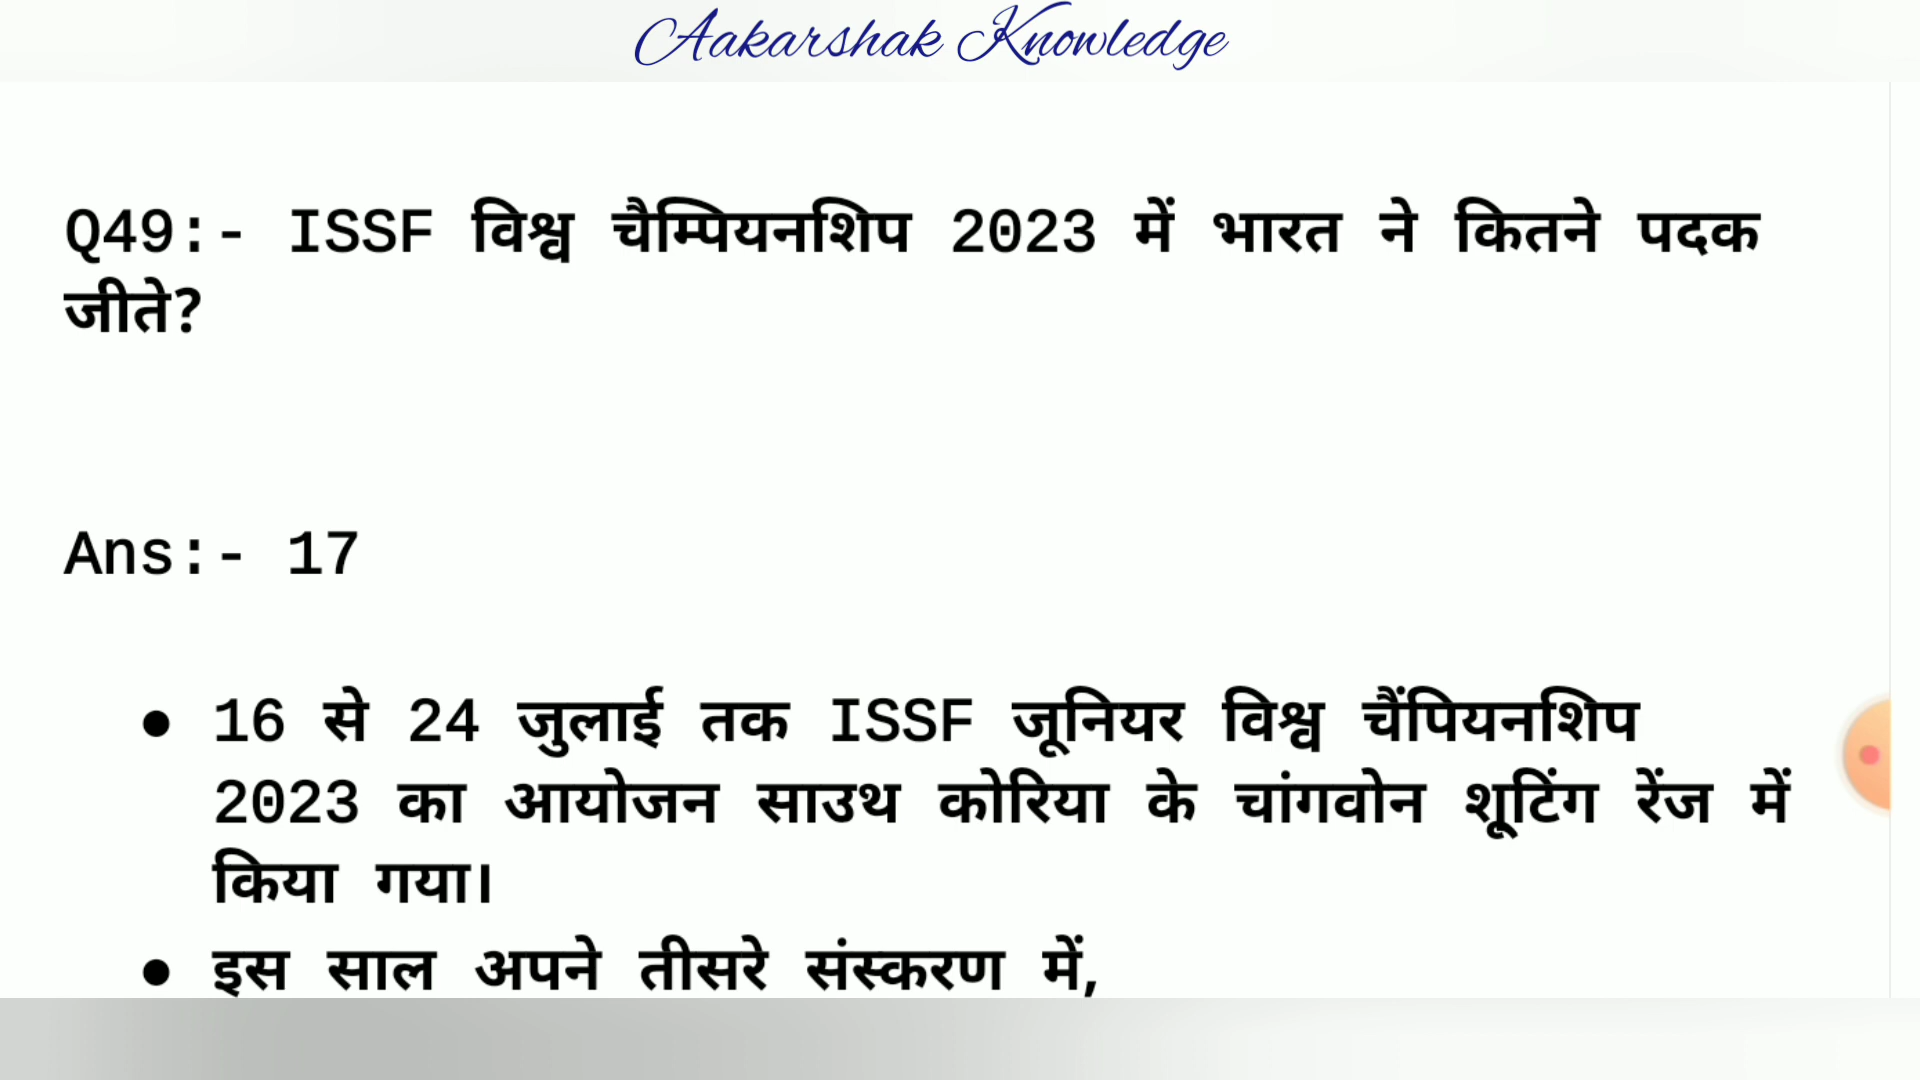 Aakarshak Knowledge
Q49:- ISSF विश्व चैम्पियनशिप 2023 में भारत ने कितने पदक
जीते?
Ans:- 17
● 16 से 24 जुलाई तक ISSF जूनियर विश्व चैंपियनशिप
2023 का आयोजन साउथ कोरिया के चांगवोन शूटिंग रेंज में
किया गया।
● इस साल अपने तीसरे संस्करण में,